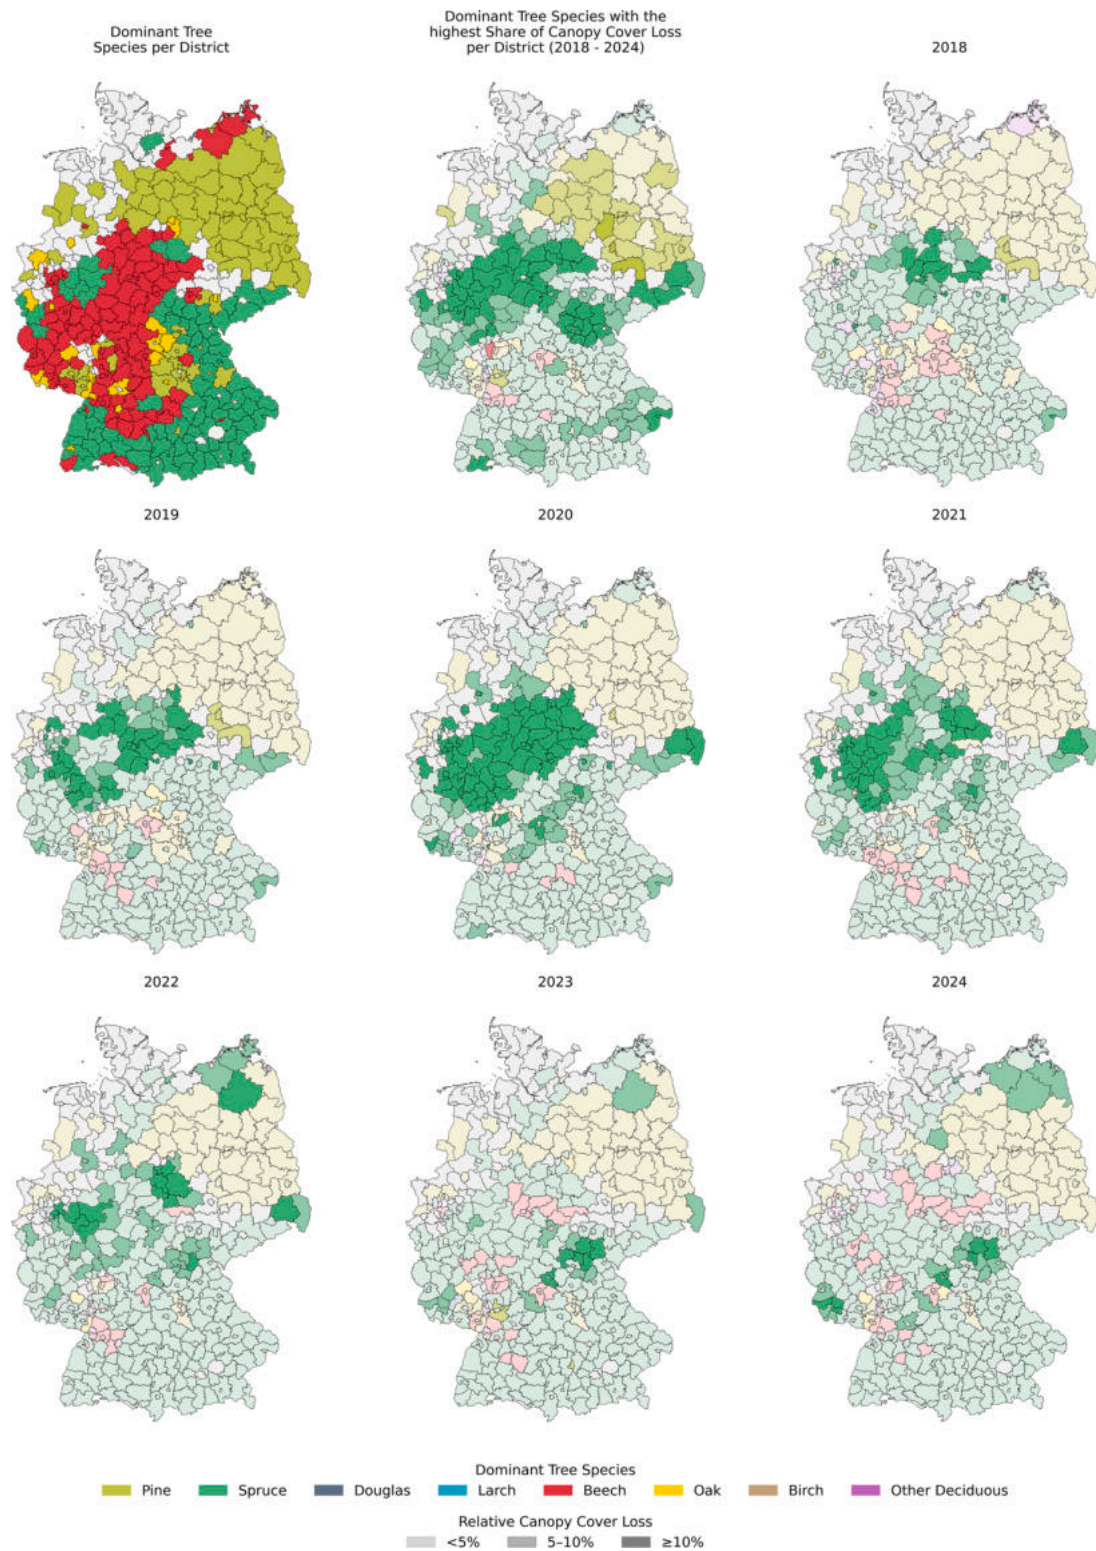 Dominant Tree
Species per District
Dominant Tree Species with the
highest Share of Canopy Cover Loss
per District (2018 - 2024)
2018
2019
2020
2021
2022
2023
2024
Dominant Tree Species
Pine Spruce Douglas Larch Beech Oak Birch Other Deciduous
Relative Canopy Cover Loss
<5% 5–10% ≥10%